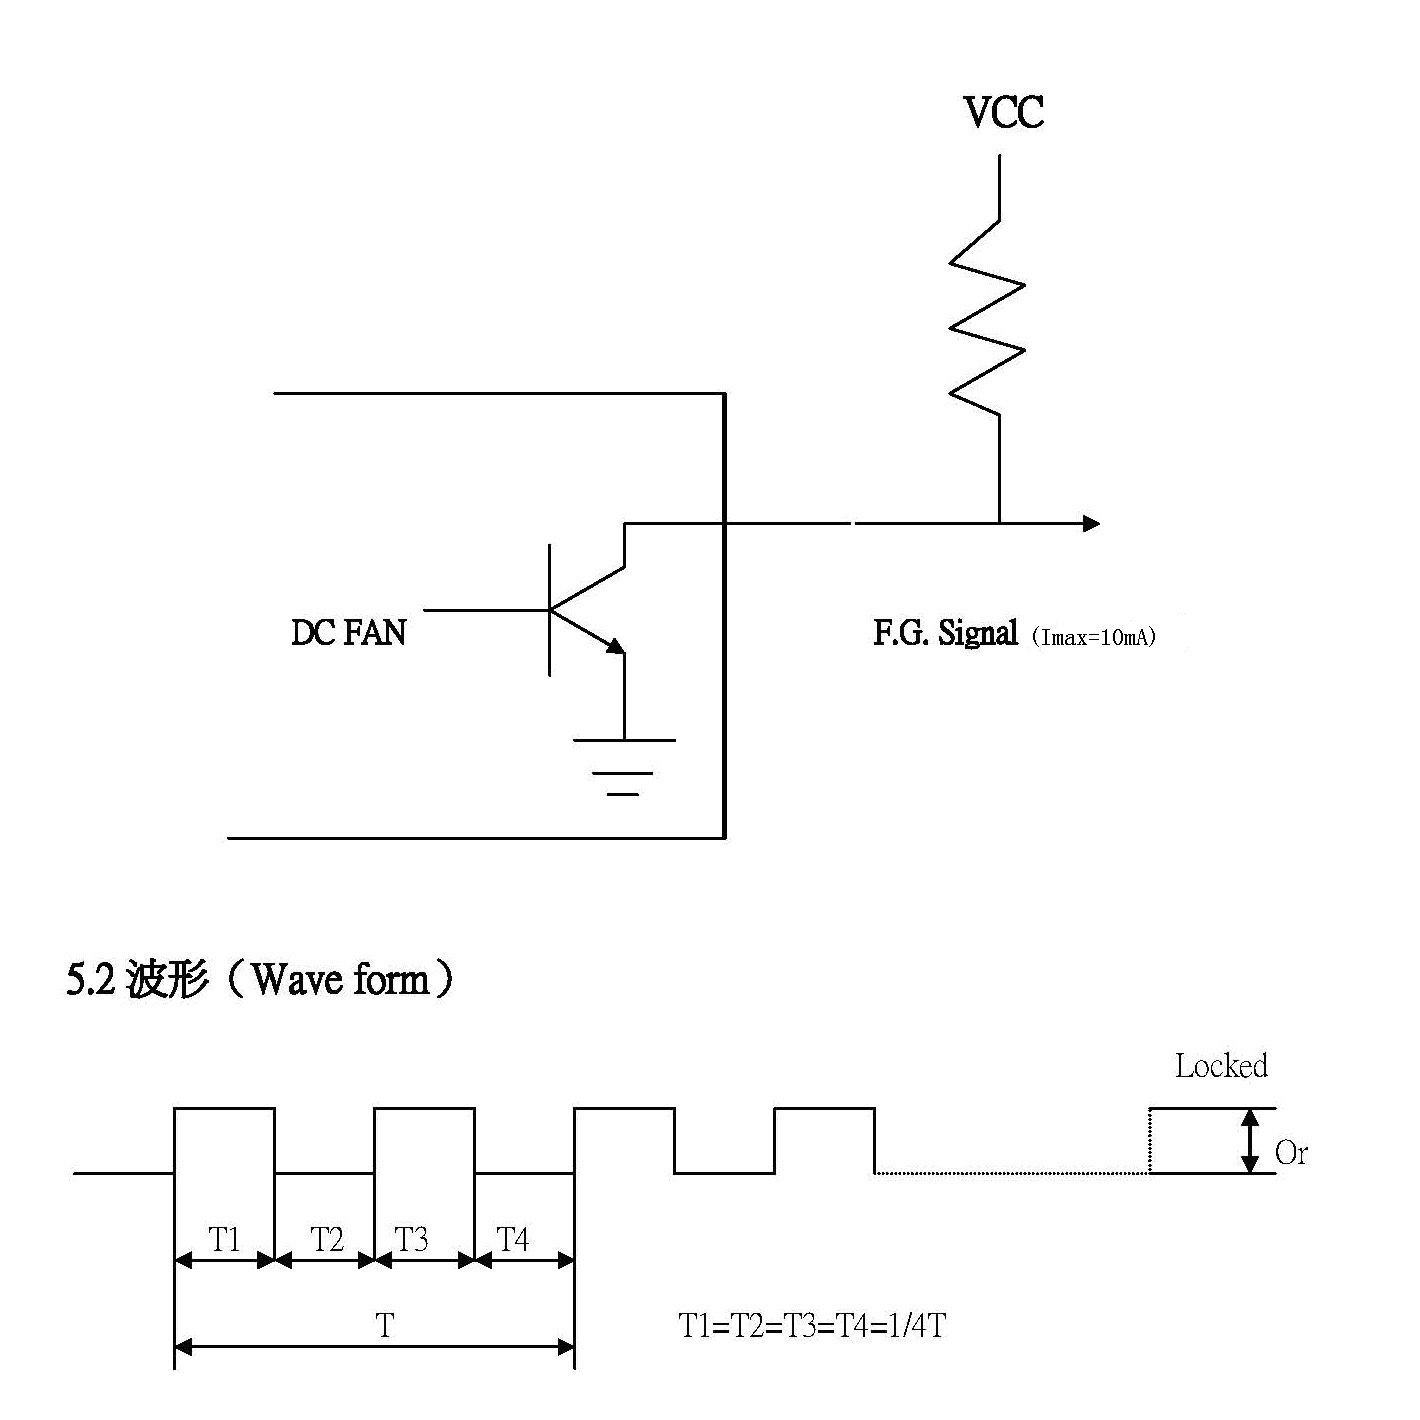 VCC
DC FAN
F.G. Signal (Imax=10mA)
5.2 波形（Wave form）
Locked
Or
T1 T2 T3 T4
T
T1=T2=T3=T4=1/4T